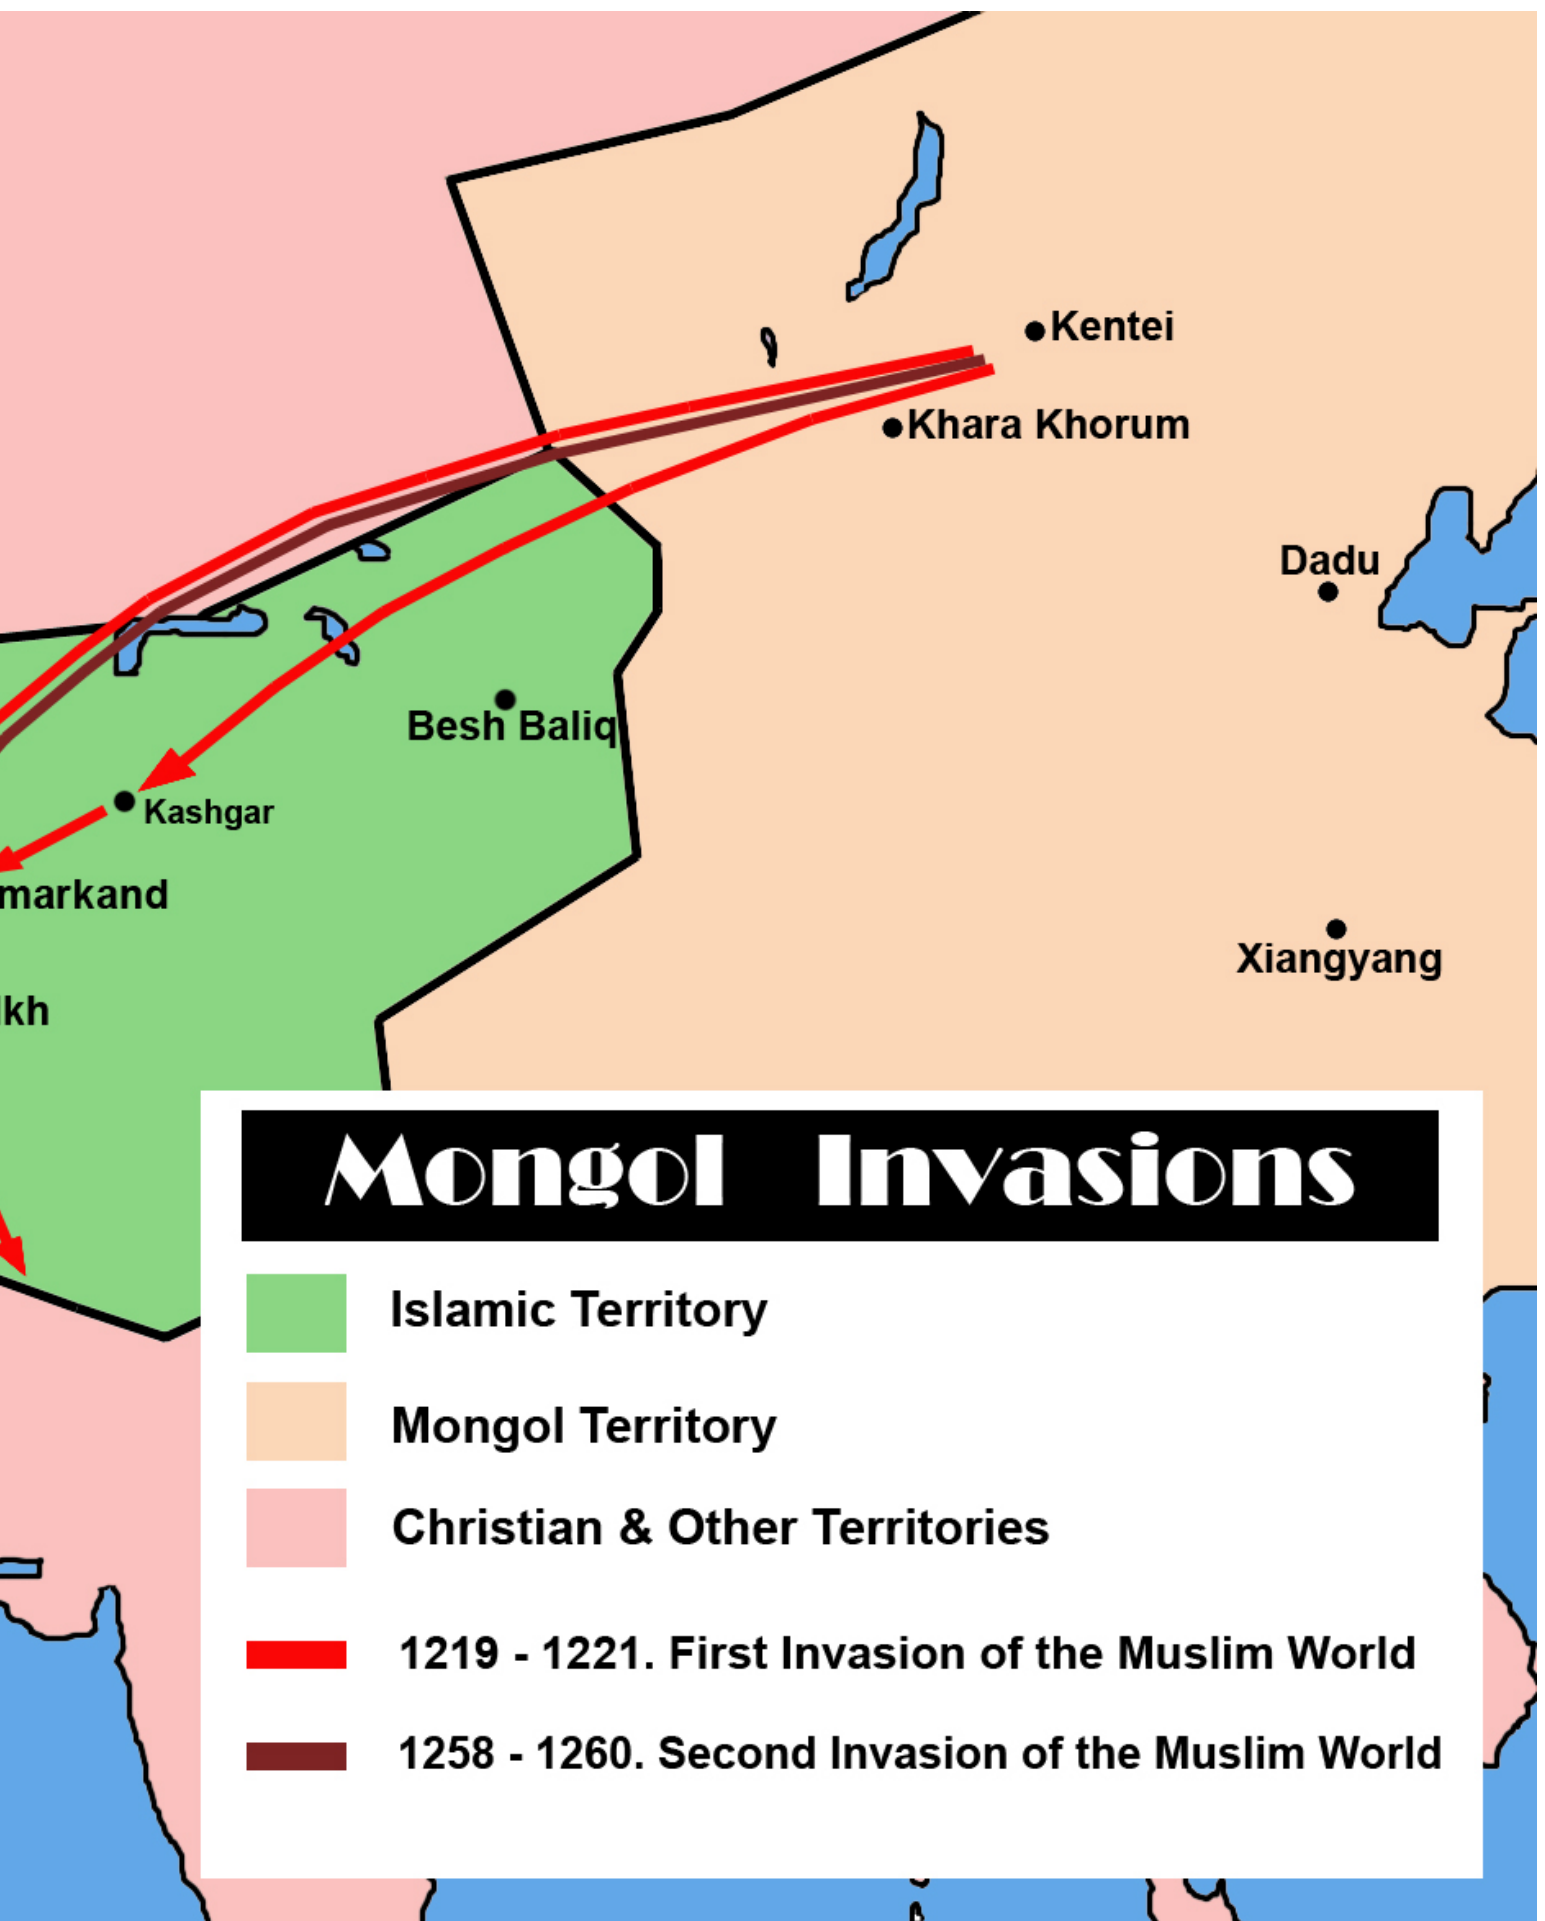 Kentei
Khara Khorum
Dadu
Besh Baliq
Kashgar
markand
Xiangyang
lkh
Mongol Invasions
Islamic Territory
Mongol Territory
Christian & Other Territories
1219 - 1221. First Invasion of the Muslim World
1258 - 1260. Second Invasion of the Muslim World